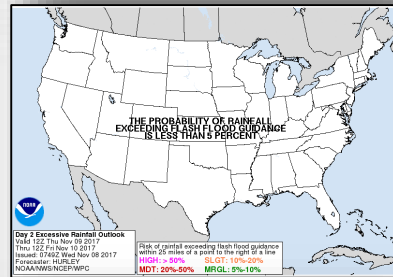 THE PROBABILITY OF RAINFALL
EXCEEDING FLASH FLOOD GUIDANCE
IS LESS THAN 5 PERCENT
noaa
Day 2 Excessive Rainfall Outlook
Valid 12Z Thu Nov 09 2017
Thru 12Z Fri Nov 10 2017
Issued: 0749Z Wed Nov 08 2017
Forecaster: HURLEY
NOAA/NWS/NCEP/WPC
Risk of rainfall exceeding flash flood guidance
within 25 miles of a point to the right of a line
HIGH: > 50% SLGT: 10%-20%
MDT: 20%-50% MRGL: 5%-10%